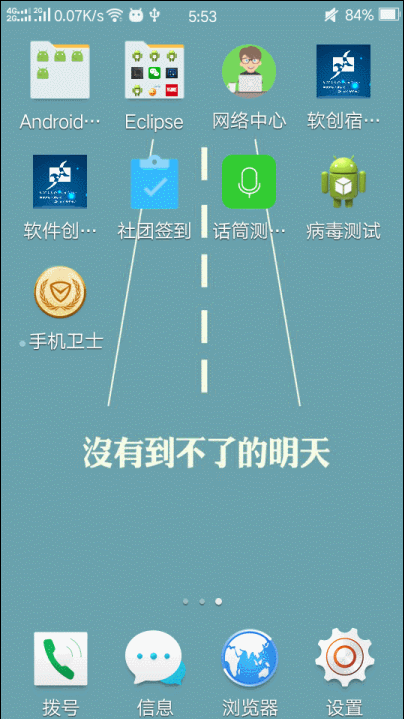 4G 2G 2G 0.07K/s 5:53 84%
Android… Eclipse 网络中心 软创宿…
软件创… 社团签到 话筒测… 病毒测试
手机卫士
沒有到不了的明天
拨号 信息 浏览器 设置